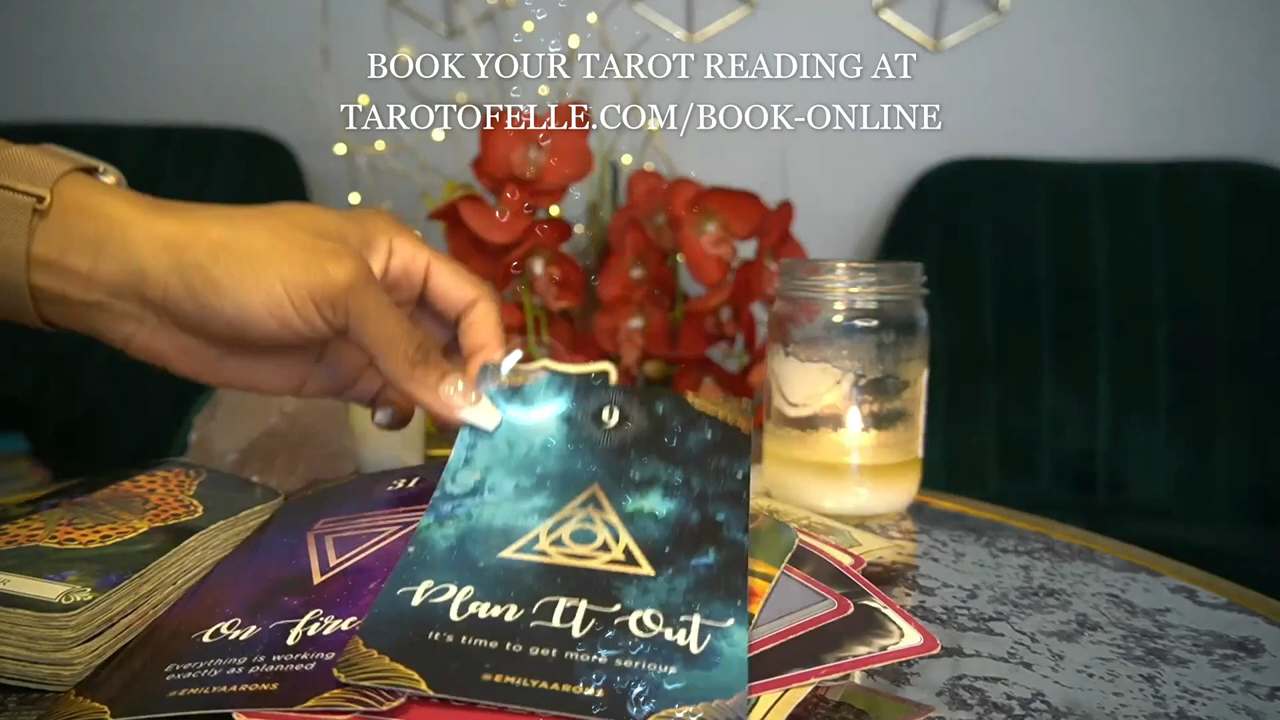 BOOK YOUR TAROT READING AT
TAROTOFELLE.COM/BOOK-ONLINE
9
31
Plan It Out
It's time to get more serious
@EMILYAARONS
On fire
Everything is working
exactly as planned
@EMILYAARONS